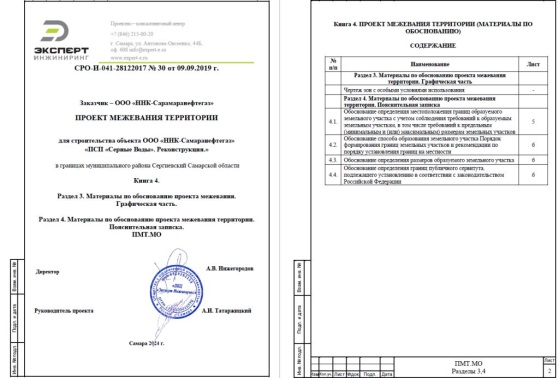 ЭКСПЕРТ
ИНЖИНИРИНГ
Проектно – изыскательский центр
г. Самара, ул.
СРО-И-041-28122017 № 30 от 09.09.2019 г.
Заказчик – ООО «ННК-Самаранефтегаз»
ПРОЕКТ МЕЖЕВАНИЯ ТЕРРИТОРИИ
для строительства объекта ООО «ННК-Самаранефтегаз»
«ПСП «Серные Воды». Реконструкция.»
в границах муниципального района Сергиевский Самарской области
Книга 4.
Раздел 3. Материалы по обоснованию проекта межевания.
Графическая часть.
Раздел 4. Материалы по обоснованию проекта межевания территории.
Пояснительная записка.
ПМТ.МО
Директор
А.В. Нижегородов
Руководитель проекта
А.И. Татаржицкий
Самара 2024 г.
Взам. инв. №
Подп. и дата
Инв. № подл.
Книга 4. ПРОЕКТ МЕЖЕВАНИЯ ТЕРРИТОРИИ (МАТЕРИАЛЫ ПО
ОБОСНОВАНИЮ)
СОДЕРЖАНИЕ
№ п/п Наименование Лист
Раздел 3. Материалы по обоснованию проекта межевания
территории. Графическая часть
Чертеж зон с особыми условиями использования -
Раздел 4. Материалы по обоснованию проекта межевания
территории. Пояснительная записка
4.1. Обоснование определения местоположения границ образуемого
земельного участка с учетом соблюдения требований к образуемым
земельным участкам, в том числе требований к предельным
(минимальным и (или) максимальным) размерам земельных участков 5
4.2. Обоснование способа образования земельного участка Порядок
формирования границ земельных участков и рекомендации по
порядку установления границ на местности 6
4.3. Обоснование определения размеров образуемого земельного участка 6
4.4. Обоснование определения границ публичного сервитута,
подлежащего установлению в соответствии с законодательством
Российской Федерации 6
Взам. инв. №
Подп. и дата
Инв. № подл.
Изм Кол.уч. Лист №док. Подп. Дата
ПМТ.МО
Разделы 3,4
Лист
2